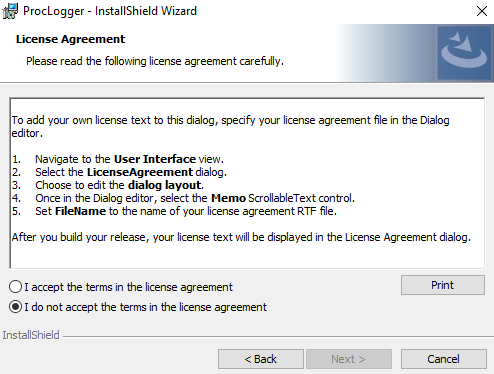 ProcLogger - InstallShield Wizard
License Agreement
Please read the following license agreement carefully.
To add your own license text to this dialog, specify your license agreement file in the Dialog
editor.
1. Navigate to the User Interface view.
2. Select the LicenseAgreement dialog.
3. Choose to edit the dialog layout.
4. Once in the Dialog editor, select the Memo ScrollableText control.
5. Set FileName to the name of your license agreement RTF file.
After you build your release, your license text will be displayed in the License Agreement dialog.
I accept the terms in the license agreement
Print
I do not accept the terms in the license agreement
InstallShield
< Back
Next >
Cancel